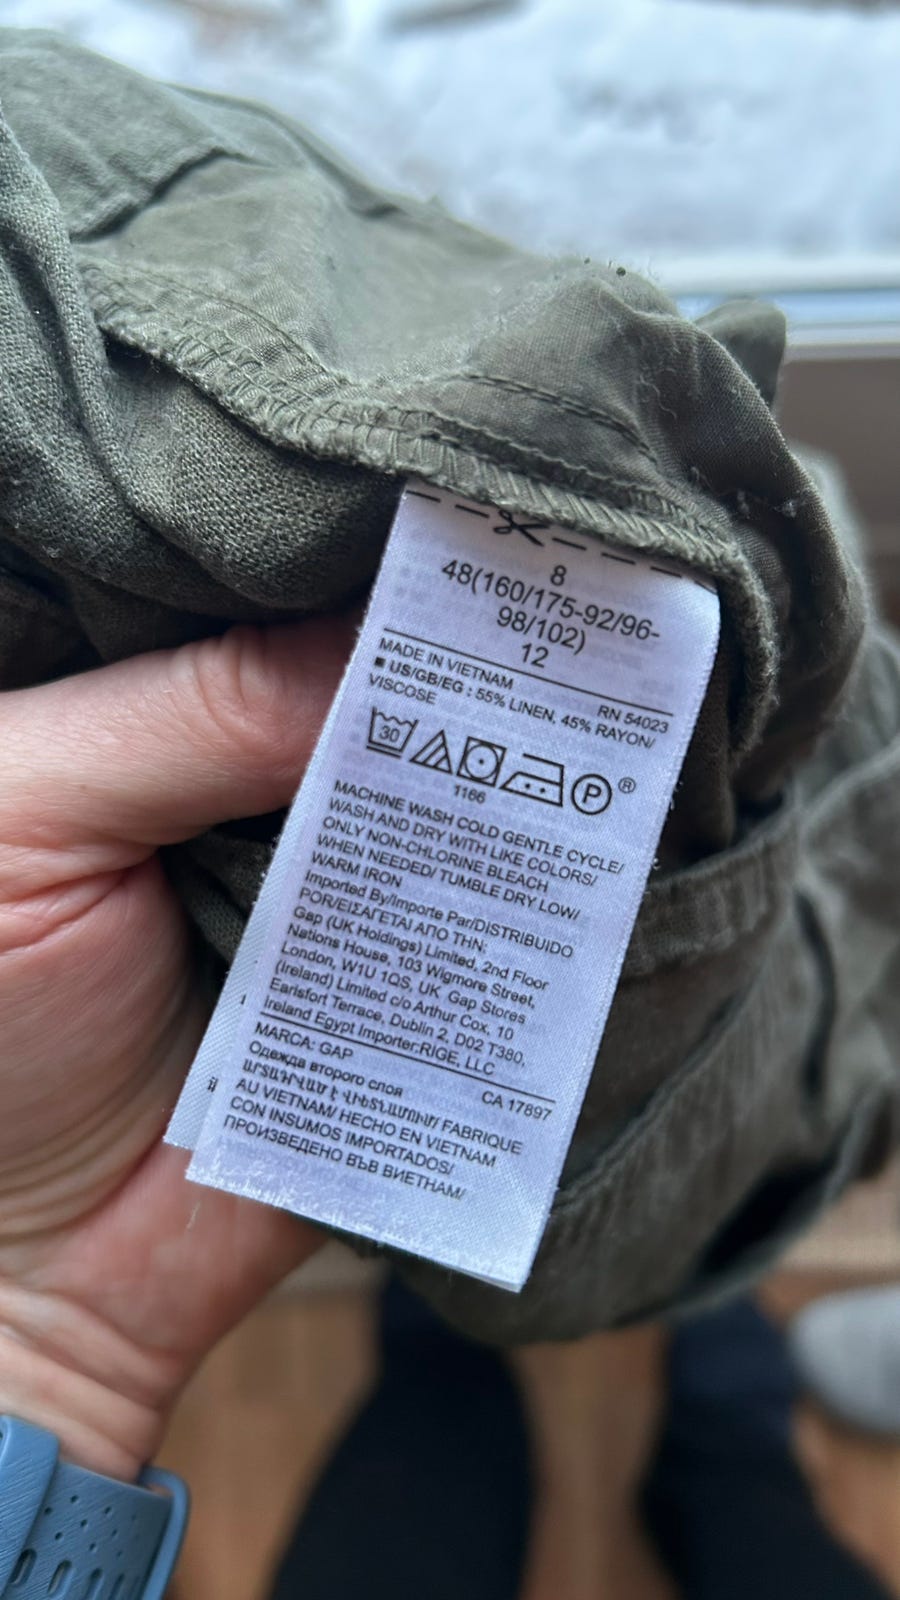 8
48(160/175-92/96-
98/102)
12
MADE IN VIETNAM
RN 54023
■ US/GB/EG : 55% LINEN, 45% RAYON/
VISCOSE
30
P ®
1166
MACHINE WASH COLD GENTLE CYCLE/
WASH AND DRY WITH LIKE COLORS/
ONLY NON-CHLORINE BLEACH
WHEN NEEDED/ TUMBLE DRY LOW/
WARM IRON
Imported By/Importe Par/DISTRIBUIDO
POR/ΕΙΣΑΓΕΤΑΙ ΑΠΟ ΤΗΝ:
Gap (UK Holdings) Limited, 2nd Floor
Nations House, 103 Wigmore Street,
London, W1U 1QS, UK Gap Stores
(Ireland) Limited c/o Arthur Cox, 10
Earlsfort Terrace, Dublin 2, D02 T380,
Ireland Egypt Importer:RIGE, LLC
CA 17897
MARCA: GAP
Одежда второго слоя
ԱՐՏԱԴՐՎԱԾ Է ՎԻԵՏՆԱՄՈՒՄ/ FABRIQUE
AU VIETNAM/ HECHO EN VIETNAM
CON INSUMOS IMPORTADOS/
ПРОИЗВЕДЕНО ВЪВ ВИЕТНАМ/